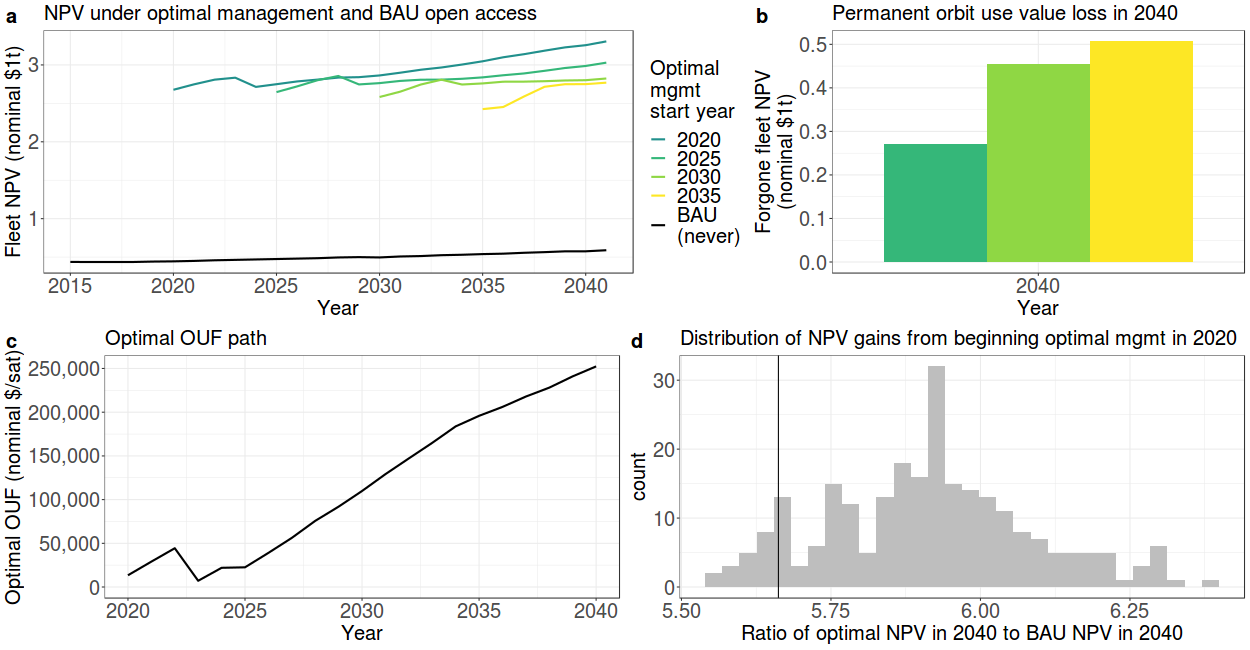 a NPV under optimal management and BAU open access
Fleet NPV (nominal $1t)
3
2
1
2015 2020 2025 2030 2035 2040
Year
Optimal
mgmt
start year
2020
2025
2030
2035
BAU
(never)
b Permanent orbit use value loss in 2040
Forgone fleet NPV
(nominal $1t)
0.5
0.4
0.3
0.2
0.1
0.0
2040
Year
c Optimal OUF path
Optimal OUF (nominal $/sat)
250,000
200,000
150,000
100,000
50,000
0
2020 2025 2030 2035 2040
Year
d Distribution of NPV gains from beginning optimal mgmt in 2020
count
30
20
10
0
5.50 5.75 6.00 6.25
Ratio of optimal NPV in 2040 to BAU NPV in 2040